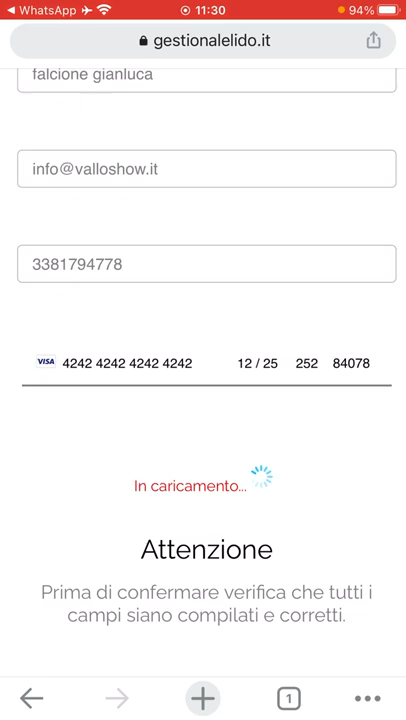 WhatsApp 11:30 94%
gestionalelido.it
falcione gianluca
info@valloshow.it
3381794778
VISA 4242 4242 4242 4242 12 / 25 252 84078
In caricamento...
Attenzione
Prima di confermare verifica che tutti i
campi siano compilati e corretti.
1